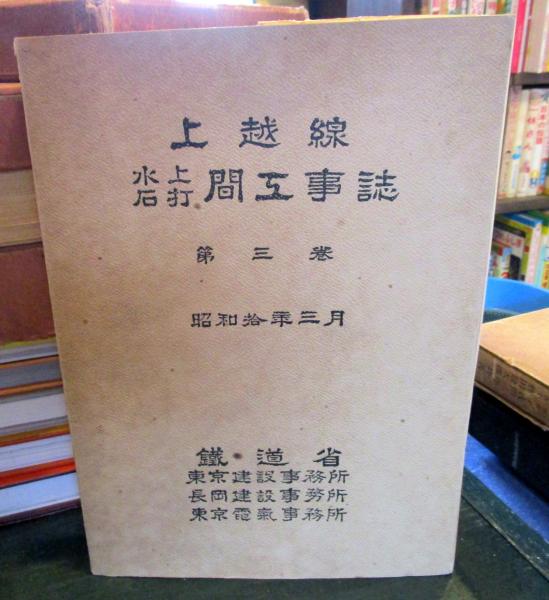 上越線
水上
石打
間工事誌
第三巻
昭和拾年三月
鐵道省
東京建設事務所
長岡建設事務所
東京電氣事務所